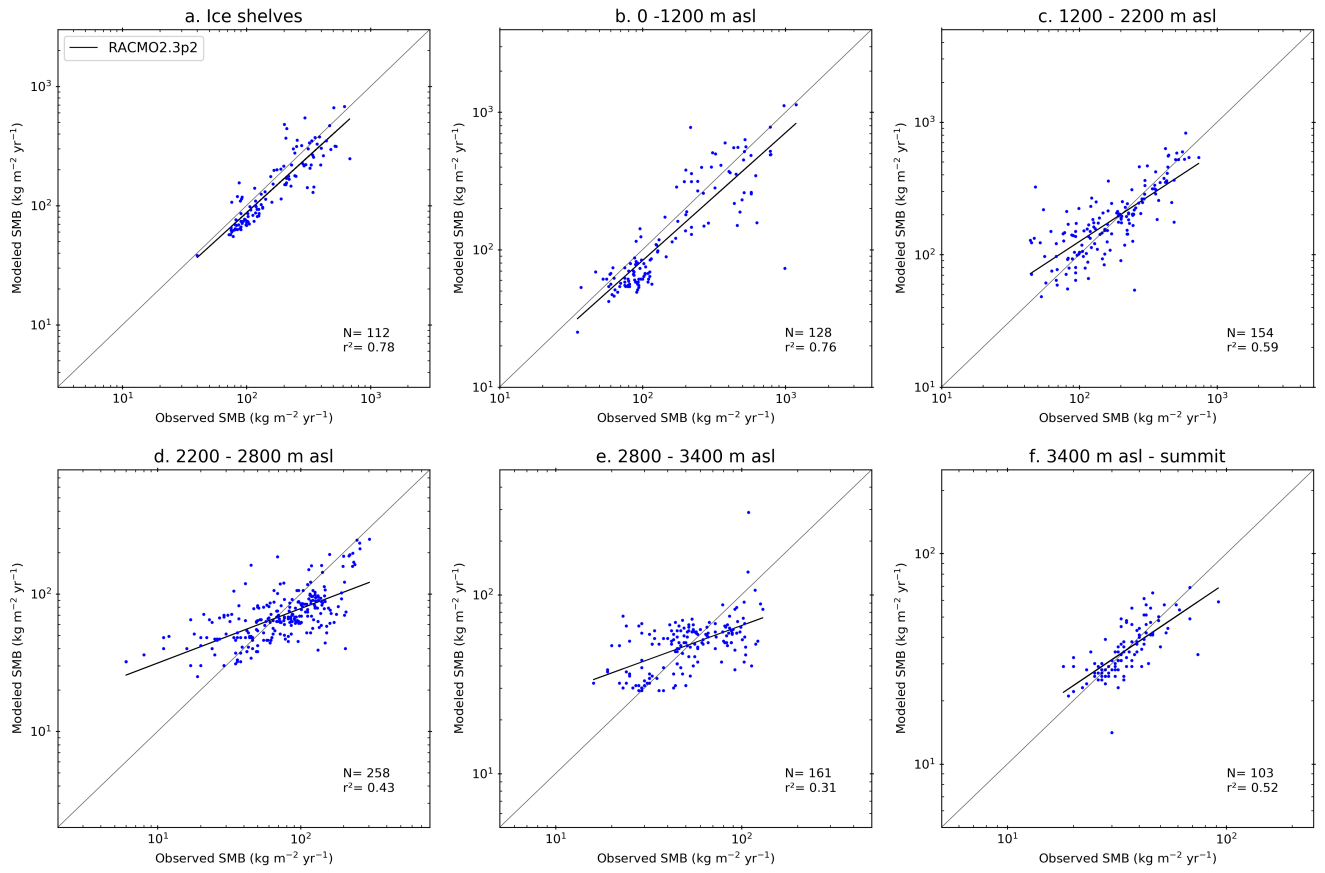 a. Ice shelves
RACMO2.3p2
10³
10²
10¹
Modeled SMB (kg m⁻² yr⁻¹)
N= 112
r²= 0.78
10¹ 10² 10³
Observed SMB (kg m⁻² yr⁻¹)
b. 0 -1200 m asl
10³
10²
10¹
Modeled SMB (kg m⁻² yr⁻¹)
N= 128
r²= 0.76
10¹ 10² 10³
Observed SMB (kg m⁻² yr⁻¹)
c. 1200 - 2200 m asl
10³
10²
10¹
Modeled SMB (kg m⁻² yr⁻¹)
N= 154
r²= 0.59
10¹ 10² 10³
Observed SMB (kg m⁻² yr⁻¹)
d. 2200 - 2800 m asl
10²
10¹
Modeled SMB (kg m⁻² yr⁻¹)
N= 258
r²= 0.43
10¹ 10²
Observed SMB (kg m⁻² yr⁻¹)
e. 2800 - 3400 m asl
10²
10¹
Modeled SMB (kg m⁻² yr⁻¹)
N= 161
r²= 0.31
10¹ 10²
Observed SMB (kg m⁻² yr⁻¹)
f. 3400 m asl - summit
10²
10¹
Modeled SMB (kg m⁻² yr⁻¹)
N= 103
r²= 0.52
10¹ 10²
Observed SMB (kg m⁻² yr⁻¹)